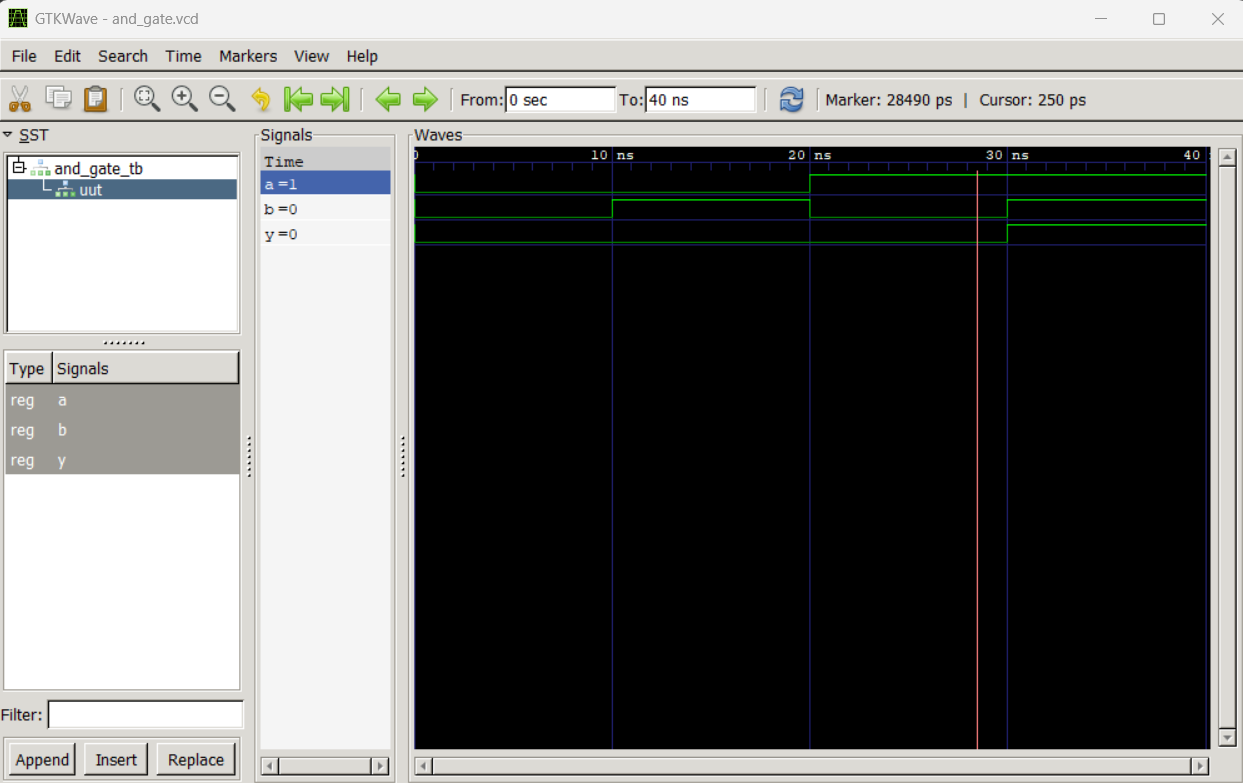 GTKWave - and_gate.vcd
File Edit Search Time Markers View Help
From: 0 sec To: 40 ns Marker: 28490 ps | Cursor: 250 ps
SST
and_gate_tb
uut
Type Signals
reg a
reg b
reg y
Filter:
Append Insert Replace
Signals
Time
a =1
b =0
y =0
Waves
0 10 ns 20 ns 30 ns 40